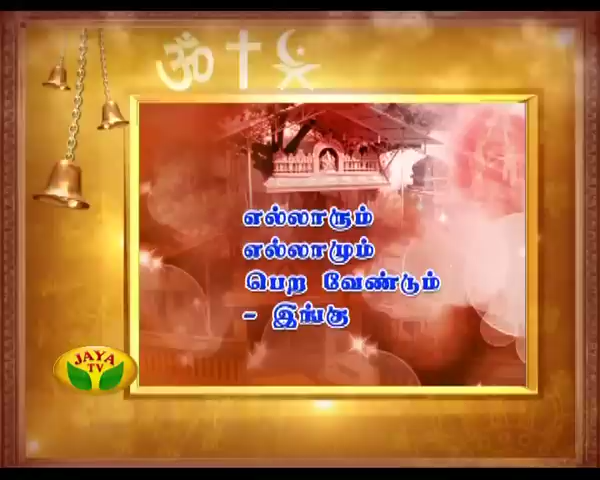 எல்லாரும்
எல்லாமும்
பெற வேண்டும்
- இங்கு
JAYA
TV